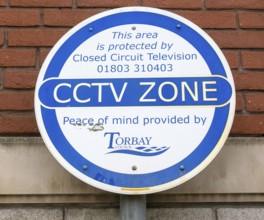 This area
is protected by
Closed Circuit Television
01803 310403
CCTV ZONE
Peace of mind provided by
TORBAY